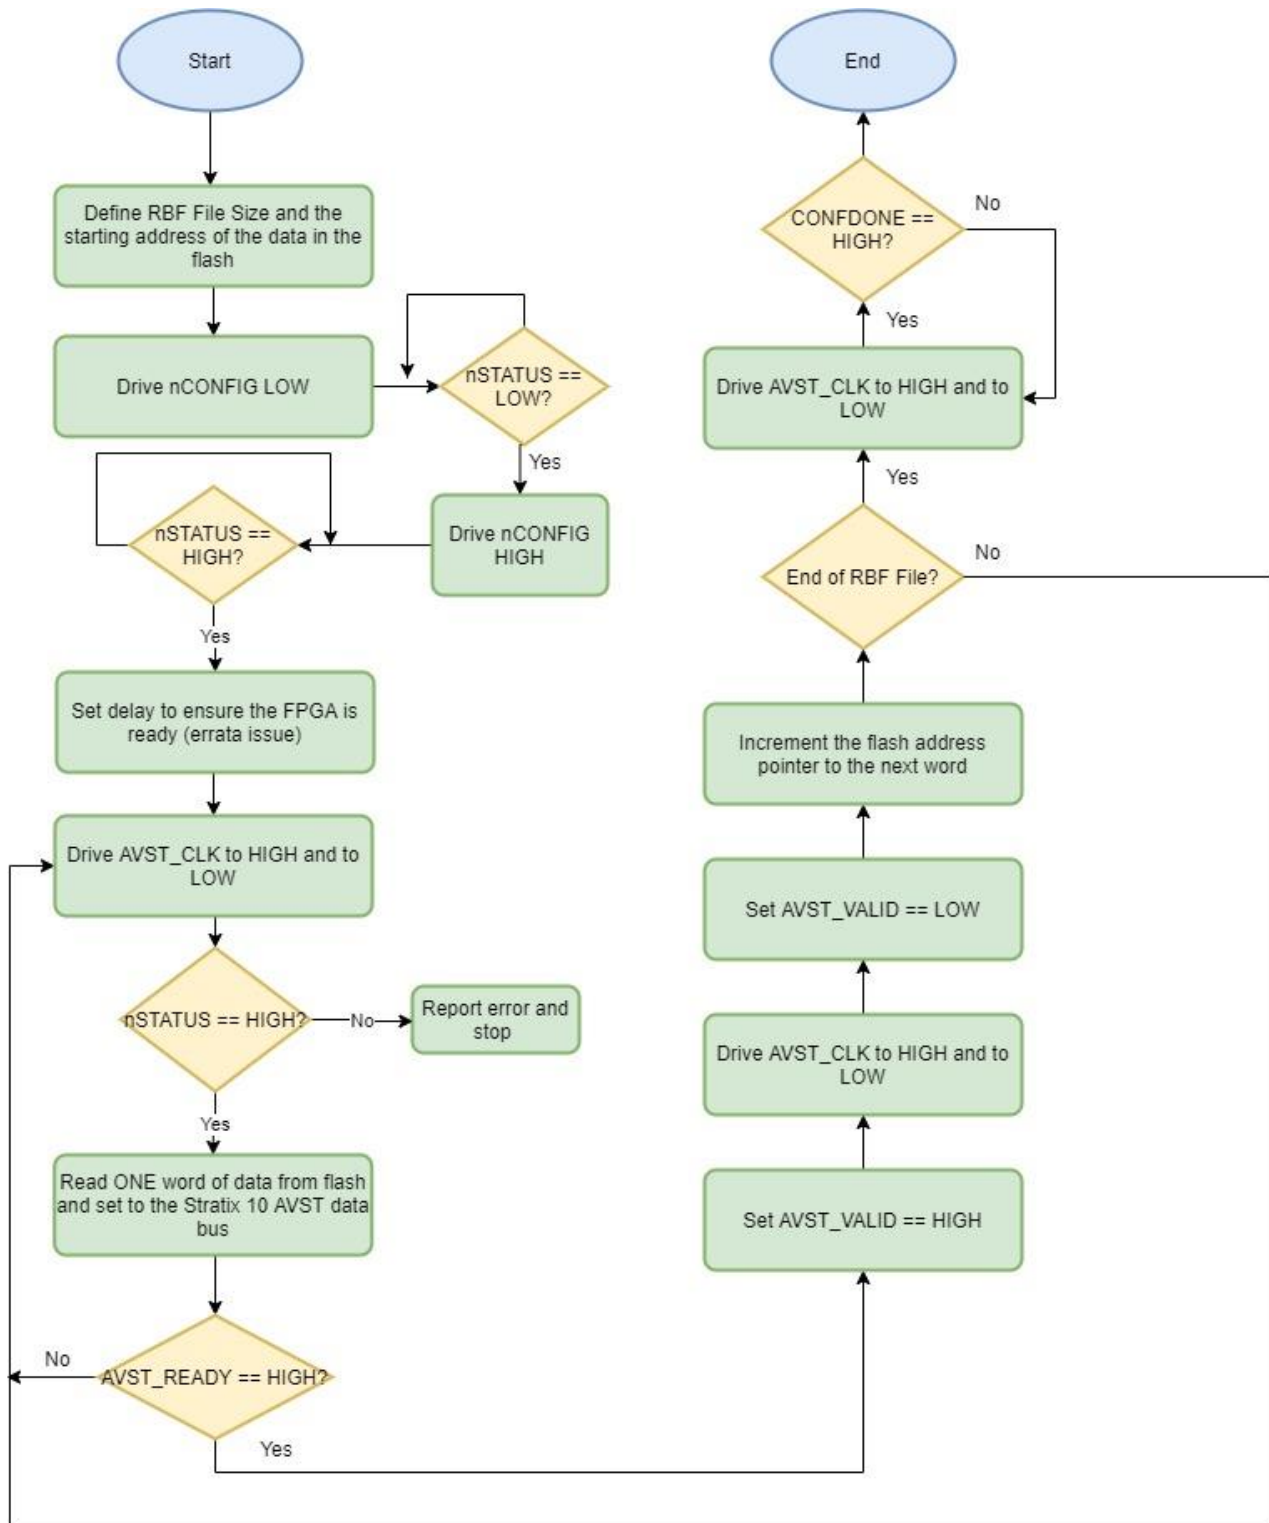 Start
Define RBF File Size and the
starting address of the data in the
flash
Drive nCONFIG LOW
nSTATUS ==
LOW?
Yes
Drive nCONFIG
HIGH
nSTATUS ==
HIGH?
Yes
Set delay to ensure the FPGA is
ready (errata issue)
Drive AVST_CLK to HIGH and to
LOW
nSTATUS == HIGH?
No
Report error and
stop
Yes
Read ONE word of data from flash
and set to the Stratix 10 AVST data
bus
AVST_READY == HIGH?
No
Yes
Set AVST_VALID == HIGH
Drive AVST_CLK to HIGH and to
LOW
Set AVST_VALID == LOW
Increment the flash address
pointer to the next word
End of RBF File?
No
Yes
Drive AVST_CLK to HIGH and to
LOW
Yes
CONFDONE ==
HIGH?
No
End